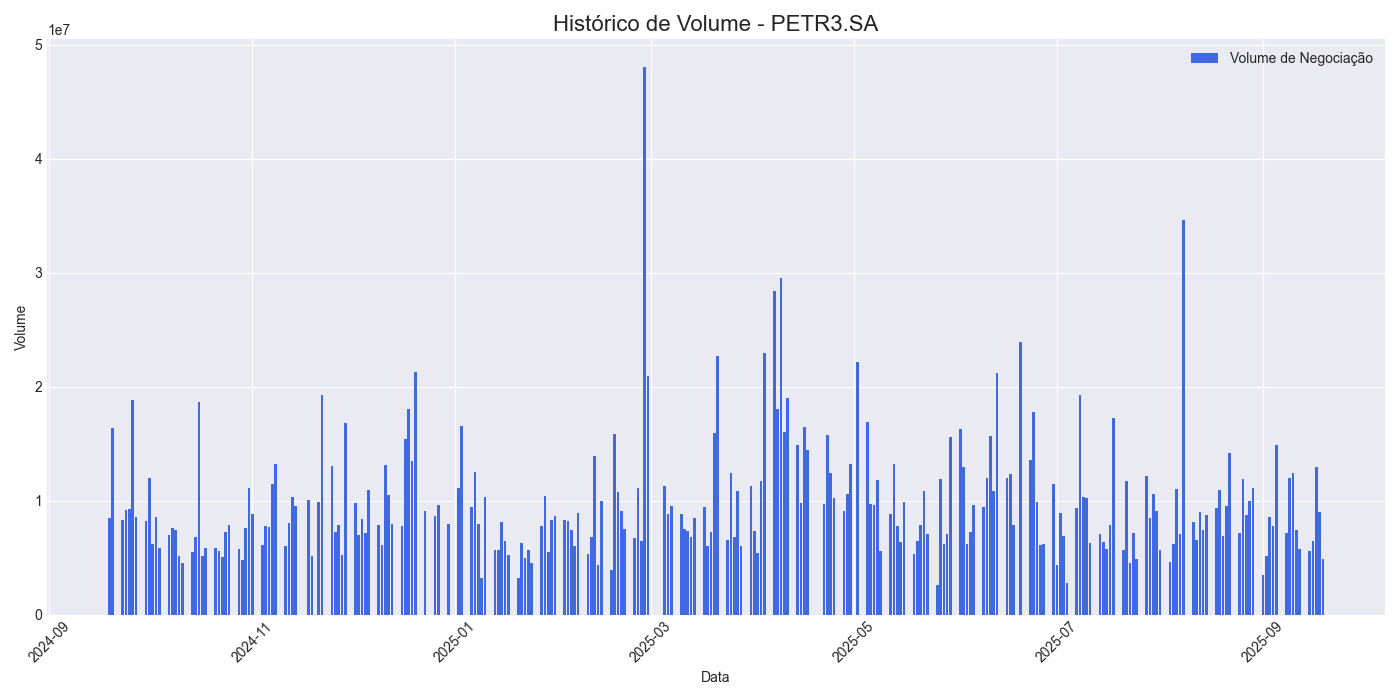 Histórico de Volume - PETR3.SA
1e7
Volume de Negociação
5
4
3
2
1
0
Volume
2024-09
2024-11
2025-01
2025-03
2025-05
2025-07
2025-09
Data